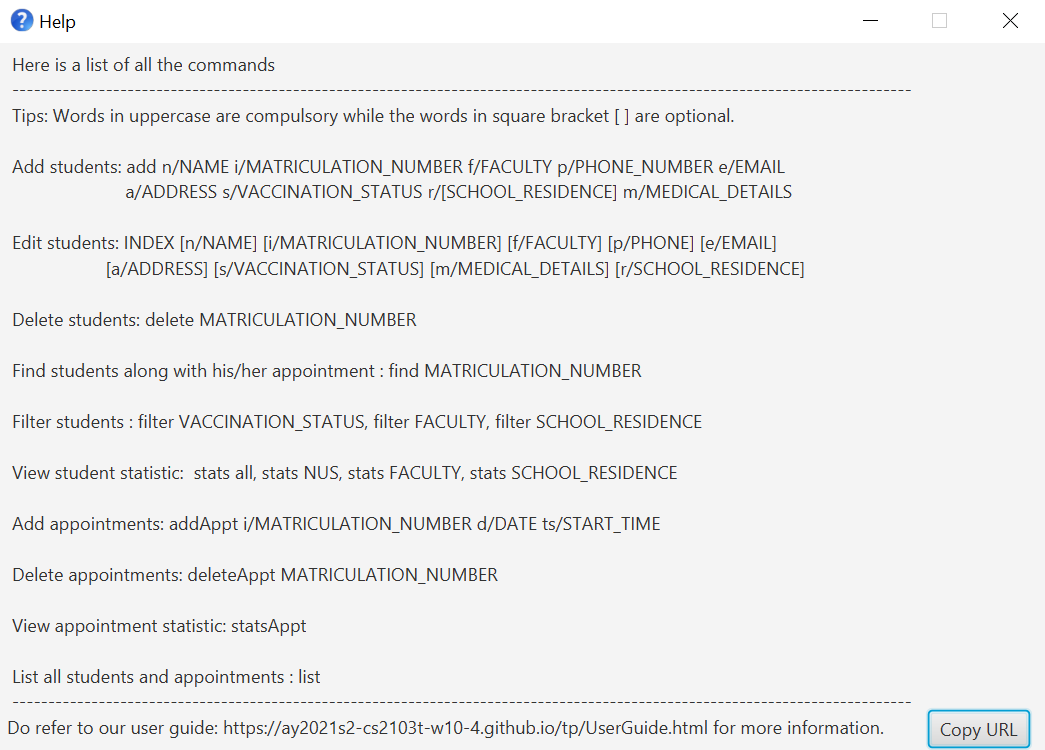 Help
Here is a list of all the commands
--------------------------------------------------------------------------------------------------------------------------------
Tips: Words in uppercase are compulsory while the words in square bracket [ ] are optional.
Add students: add n/NAME i/MATRICULATION_NUMBER f/FACULTY p/PHONE_NUMBER e/EMAIL
a/ADDRESS s/VACCINATION_STATUS r/[SCHOOL_RESIDENCE] m/MEDICAL_DETAILS
Edit students: INDEX [n/NAME] [i/MATRICULATION_NUMBER] [f/FACULTY] [p/PHONE] [e/EMAIL]
[a/ADDRESS] [s/VACCINATION_STATUS] [m/MEDICAL_DETAILS] [r/SCHOOL_RESIDENCE]
Delete students: delete MATRICULATION_NUMBER
Find students along with his/her appointment : find MATRICULATION_NUMBER
Filter students : filter VACCINATION_STATUS, filter FACULTY, filter SCHOOL_RESIDENCE
View student statistic:  stats all, stats NUS, stats FACULTY, stats SCHOOL_RESIDENCE
Add appointments: addAppt i/MATRICULATION_NUMBER d/DATE ts/START_TIME
Delete appointments: deleteAppt MATRICULATION_NUMBER
View appointment statistic: statsAppt
List all students and appointments : list
--------------------------------------------------------------------------------------------------------------------------------
Do refer to our user guide: https://ay2021s2-cs2103t-w10-4.github.io/tp/UserGuide.html for more information.
Copy URL